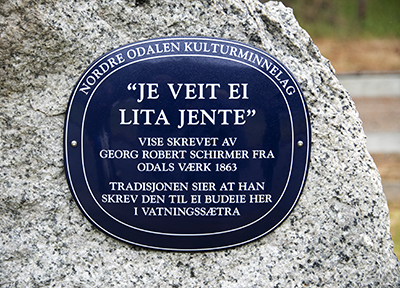 NORDRE ODALEN KULTURMINNELAG
“JE VEIT EI
LITA JENTE”
VISE SKREVET AV
GEORG ROBERT SCHIRMER FRA
ODALS VÆRK 1863
TRADISJONEN SIER AT HAN
SKREV DEN TIL EI BUDEIE HER
I VATNINGSSÆTRA